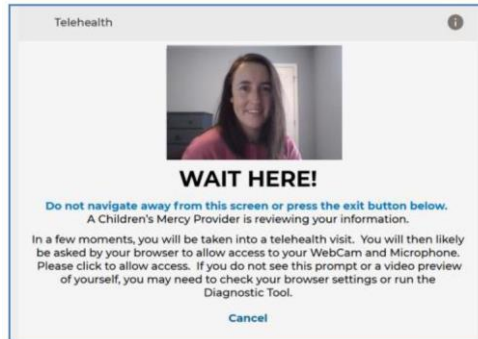 Telehealth
WAIT HERE!
Do not navigate away from this screen or press the exit button below.
A Children's Mercy Provider is reviewing your information.
In a few moments, you will be taken into a telehealth visit. You will then likely
be asked by your browser to allow access to your WebCam and Microphone.
Please click to allow access. If you do not see this prompt or a video preview
of yourself, you may need to check your browser settings or run the
Diagnostic Tool.
Cancel